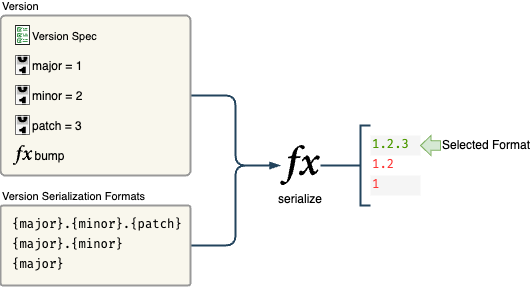 Version
Version Spec
major = 1
minor = 2
patch = 3
fx bump
Version Serialization Formats
{major}.{minor}.{patch}
{major}.{minor}
{major}
fx
serialize
1.2.3
Selected Format
1.2
1